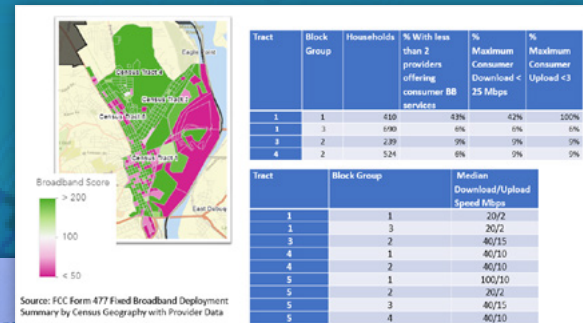 Eagle Point
Census Tract 4
Census Tract 3
Census Tract 5
Census Tract 1
East Dubuq
Broadband Score
> 200
100
< 50
Source: FCC Form 477 Fixed Broadband Deployment
Summary by Census Geography with Provider Data
Tract Block Households % With less % %
Group than 2 Maximum Maximum
providers Consumer Consumer
offering Download < Upload <3
consumer BB 25 Mbps
services
1 1 410 43% 42% 100%
1 3 690 6% 6% 6%
3 2 239 9% 9% 9%
4 2 524 6% 9% 9%
Tract Block Group Median
Download/Upload
Speed Mbps
1 1 20/2
1 3 20/2
3 2 40/15
4 1 40/10
4 2 40/10
5 1 100/10
5 2 20/2
5 3 40/15
5 4 40/10